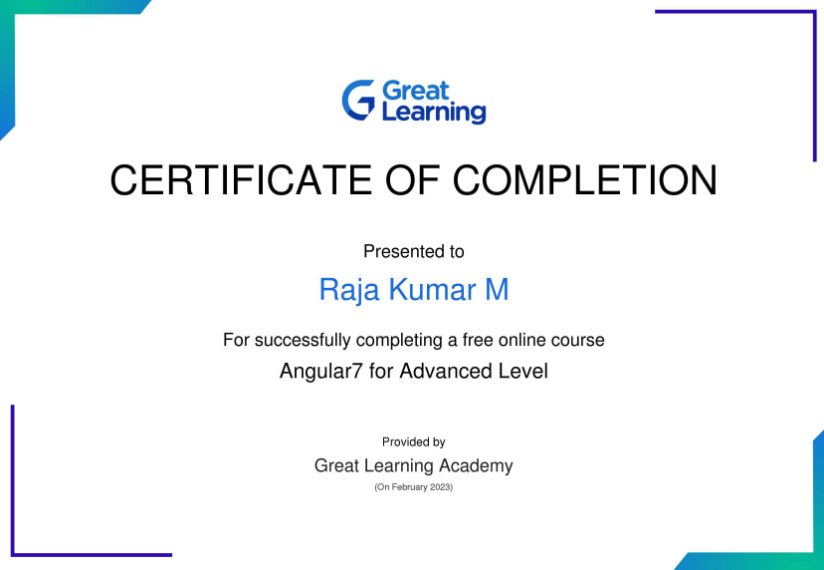 Great
Learning
CERTIFICATE OF COMPLETION
Presented to
Raja Kumar M
For successfully completing a free online course
Angular7 for Advanced Level
Provided by
Great Learning Academy
(On February 2023)